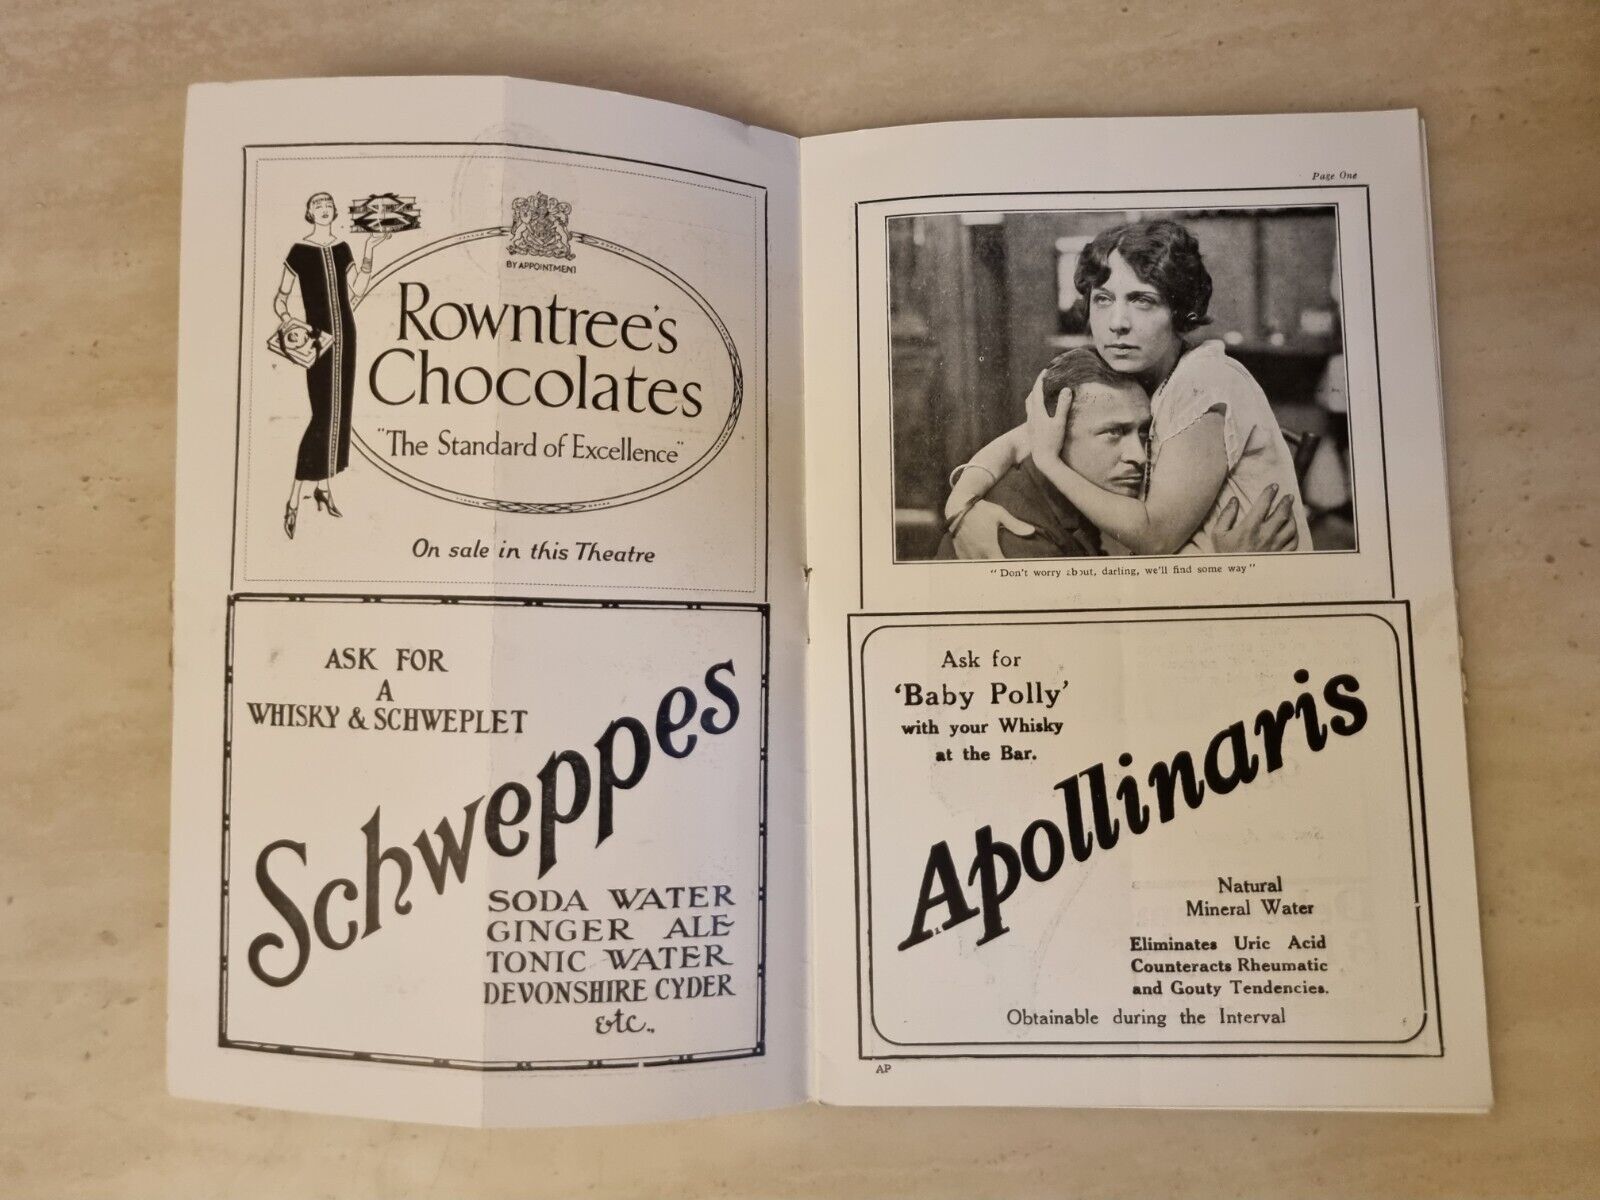 BY APPOINTMENT
Rowntree's
Chocolates
"The Standard of Excellence"
On sale in this Theatre
ASK FOR
A
WHISKY & SCHWEPLET
Schweppes
SODA WATER
GINGER ALE
TONIC WATER
DEVONSHIRE CYDER
etc.,
Page One
"Don't worry about, darling, we'll find some way"
Ask for
'Baby Polly'
with your Whisky
at the Bar.
Apollinaris
Natural
Mineral Water
Eliminates Uric Acid
Counteracts Rheumatic
and Gouty Tendencies.
Obtainable during the Interval
AP